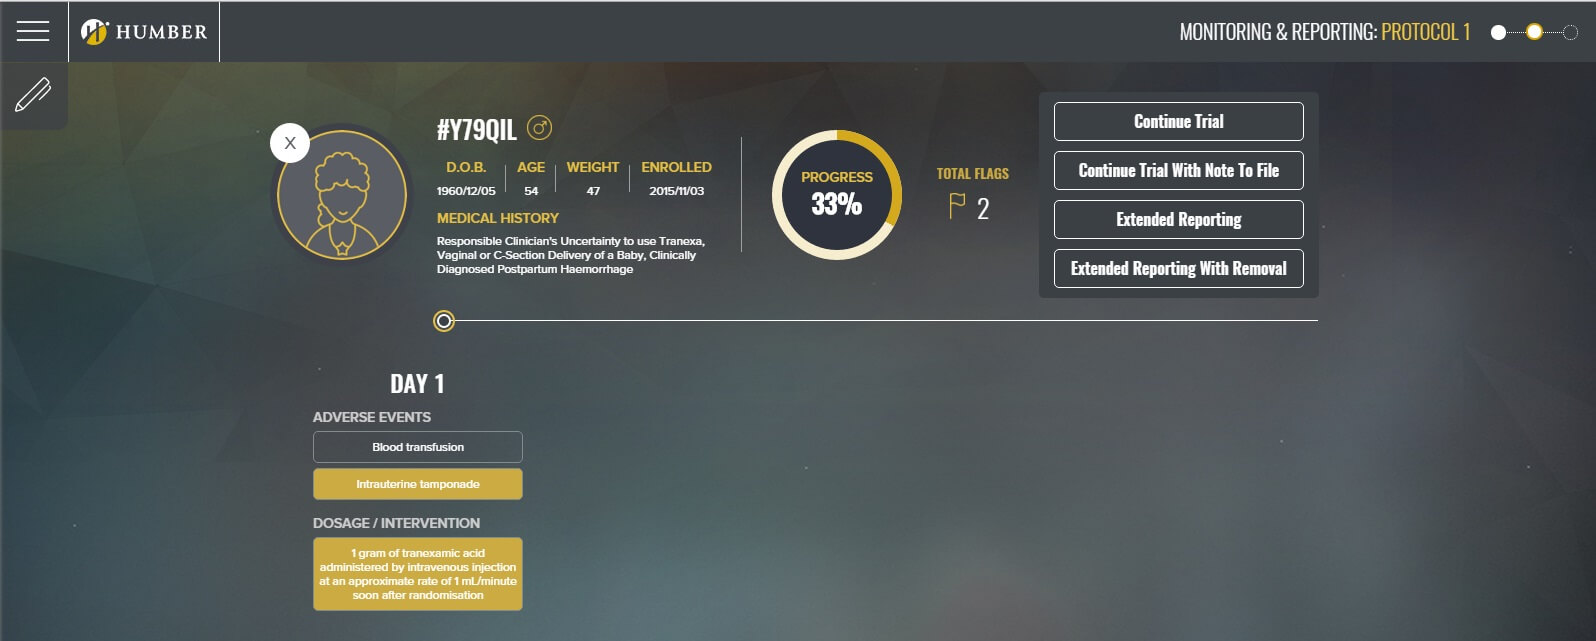 HUMBER
MONITORING & REPORTING: PROTOCOL 1
X
#Y79QIL
D.O.B. AGE WEIGHT ENROLLED
1960/12/05 54 47 2015/11/03
MEDICAL HISTORY
Responsible Clinician's Uncertainty to use Tranexa,
Vaginal or C-Section Delivery of a Baby, Clinically
Diagnosed Postpartum Haemorrhage
PROGRESS
33%
TOTAL FLAGS
2
Continue Trial
Continue Trial With Note To File
Extended Reporting
Extended Reporting With Removal
DAY 1
ADVERSE EVENTS
Blood transfusion
Intrauterine tamponade
DOSAGE / INTERVENTION
1 gram of tranexamic acid
administered by intravenous injection
at an approximate rate of 1 mL/minute
soon after randomisation